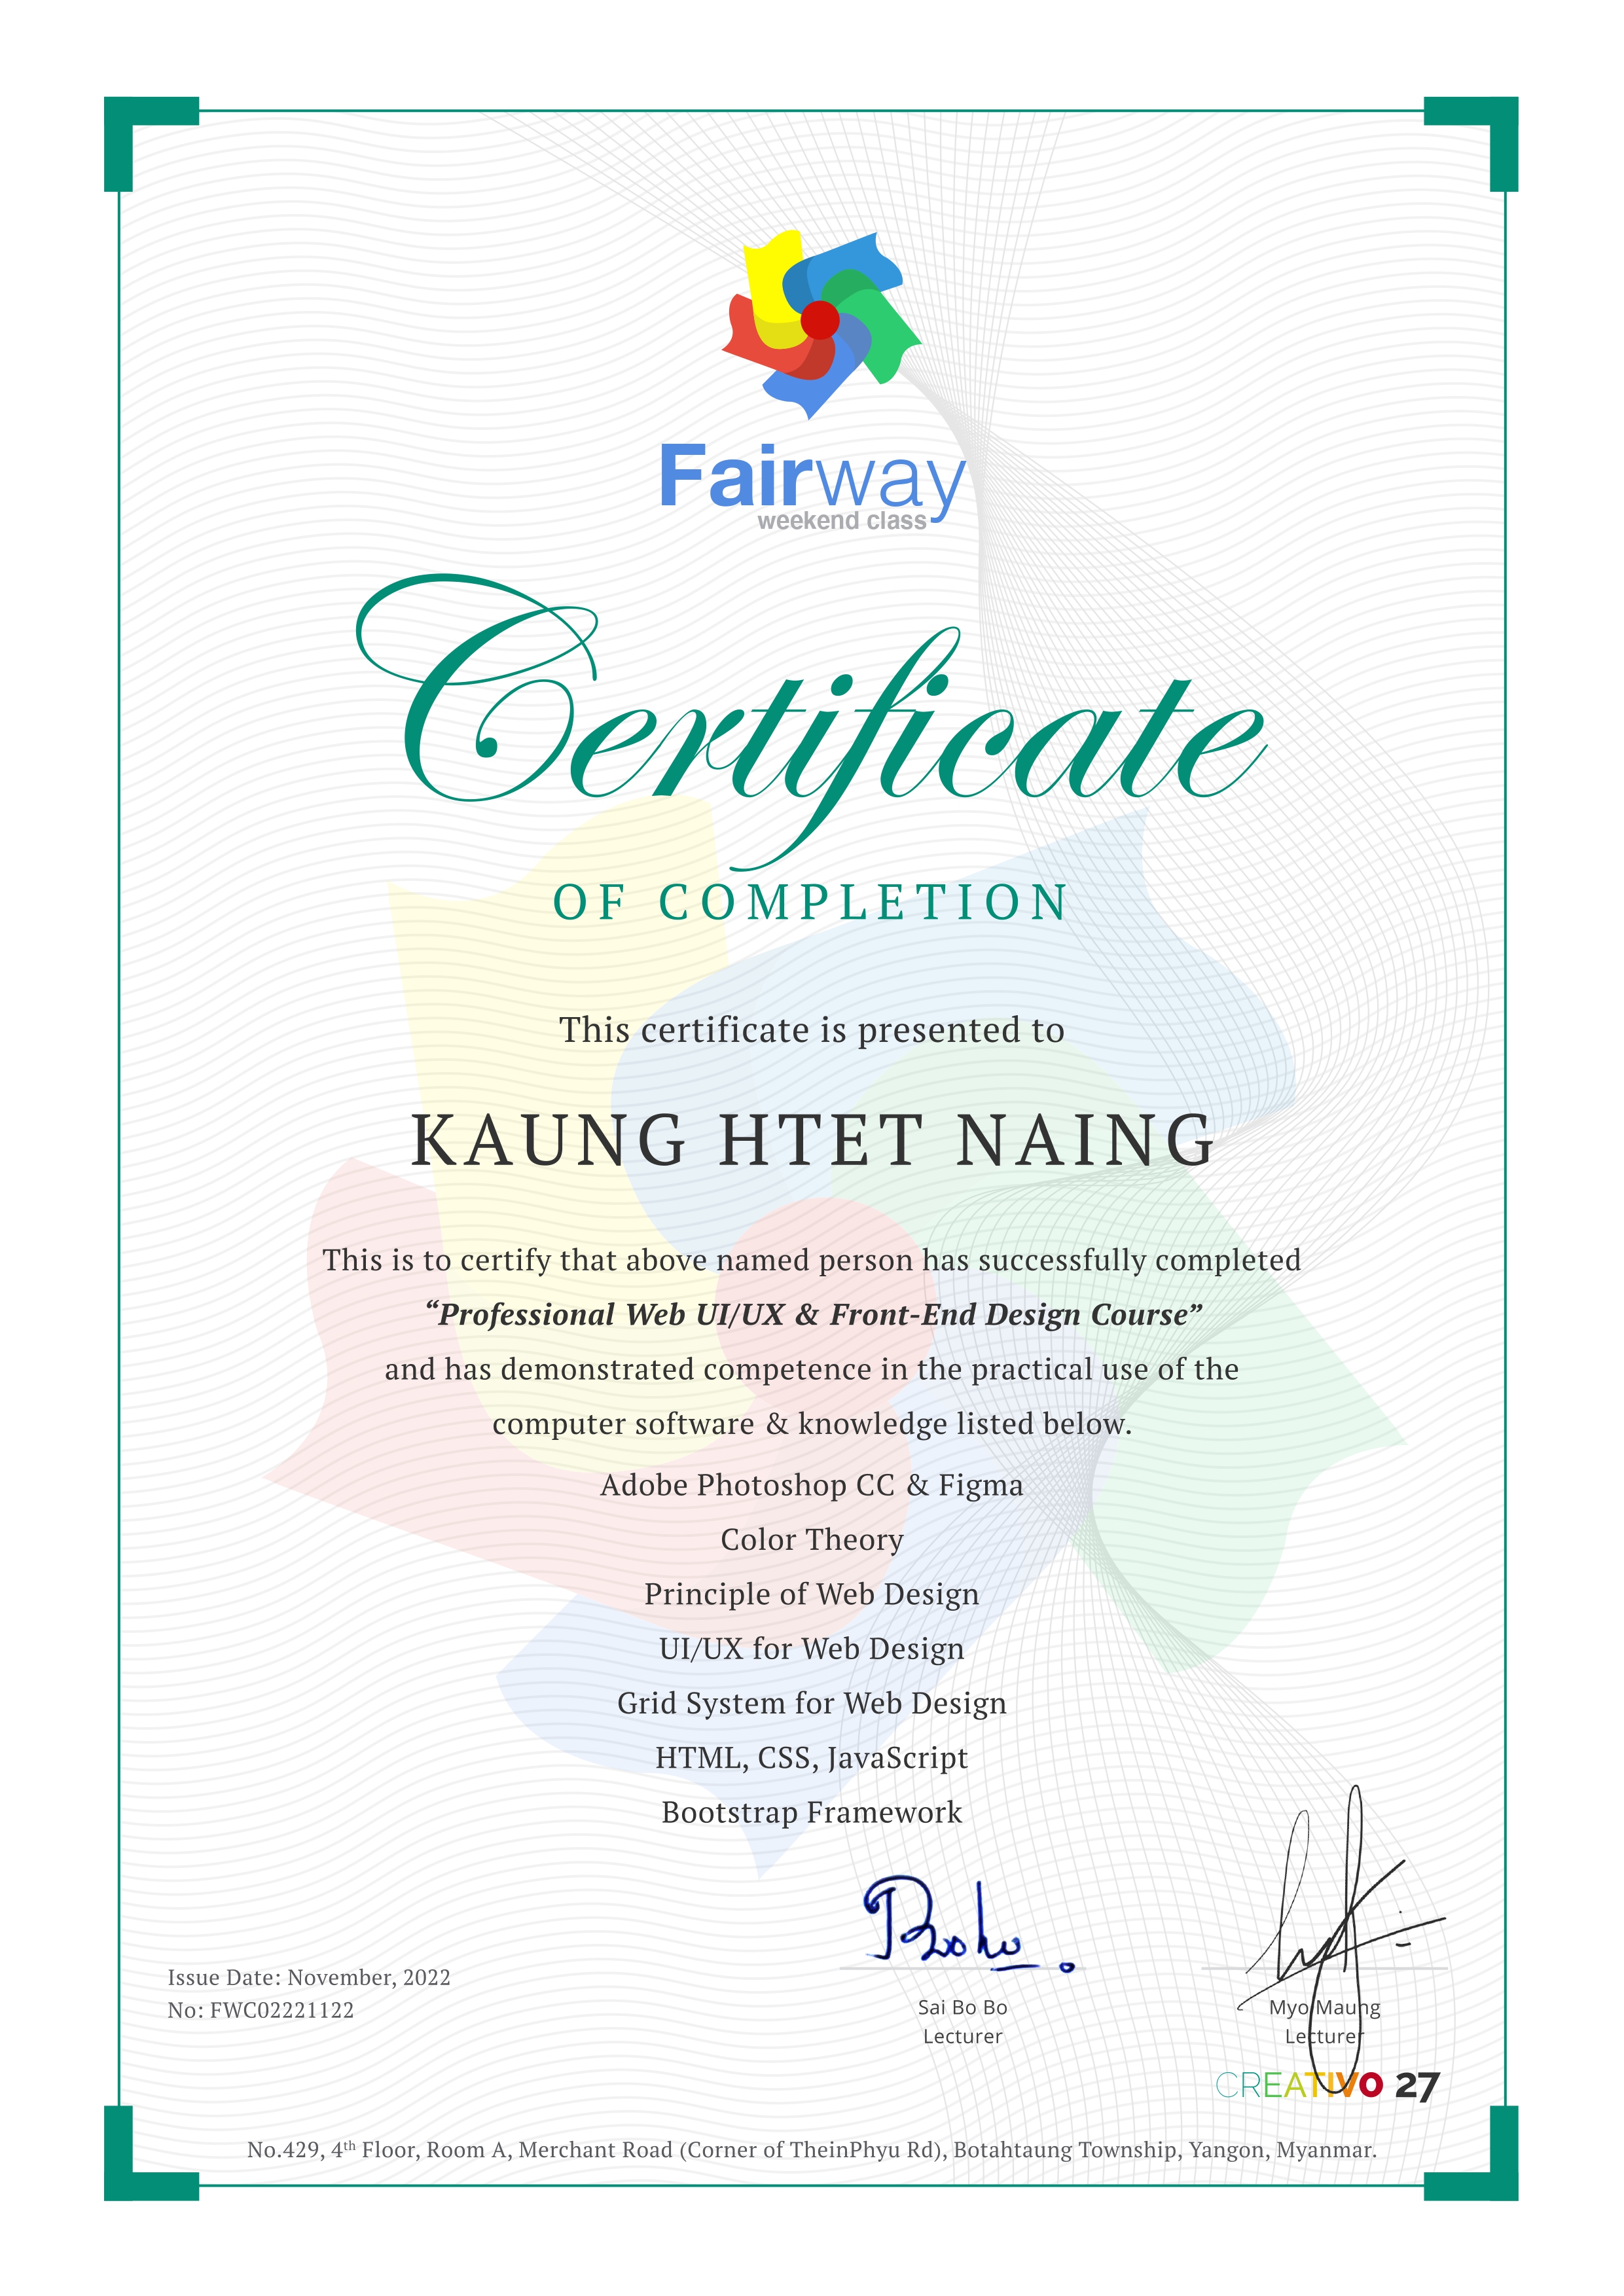 Fairway
weekend class
Certificate
OF COMPLETION
This certificate is presented to
KAUNG HTET NAING
This is to certify that above named person has successfully completed
“Professional Web UI/UX & Front-End Design Course”
and has demonstrated competence in the practical use of the
computer software & knowledge listed below.
Adobe Photoshop CC & Figma
Color Theory
Principle of Web Design
UI/UX for Web Design
Grid System for Web Design
HTML, CSS, JavaScript
Bootstrap Framework
Issue Date: November, 2022
No: FWC02221122
Sai Bo Bo
Lecturer
Myo Maung
Lecturer
CREATIVO 27
No.429, 4th Floor, Room A, Merchant Road (Corner of TheinPhyu Rd), Botahtaung Township, Yangon, Myanmar.